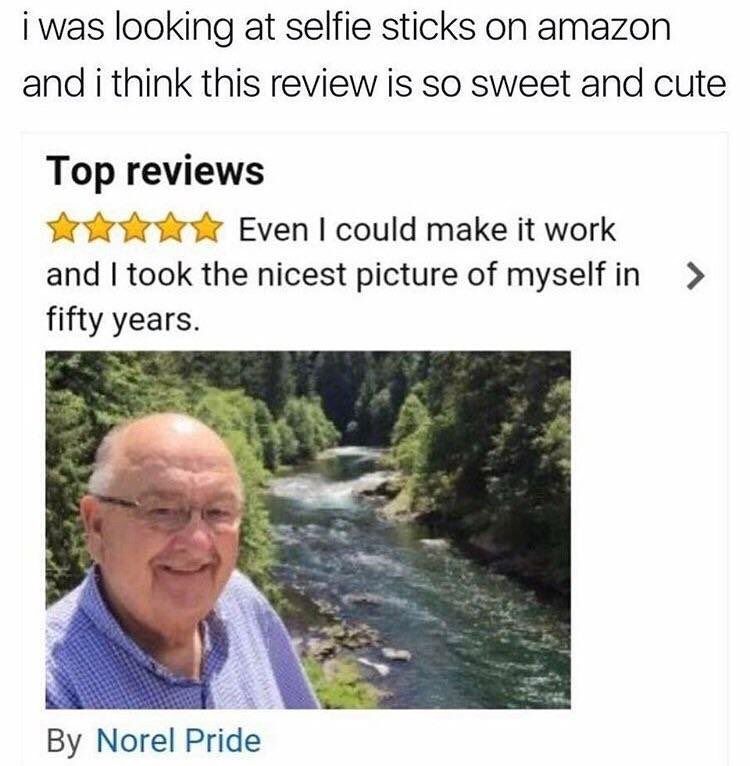 i was looking at selfie sticks on amazon
and i think this review is so sweet and cute
Top reviews
Even I could make it work
and I took the nicest picture of myself in
fifty years.
By Norel Pride